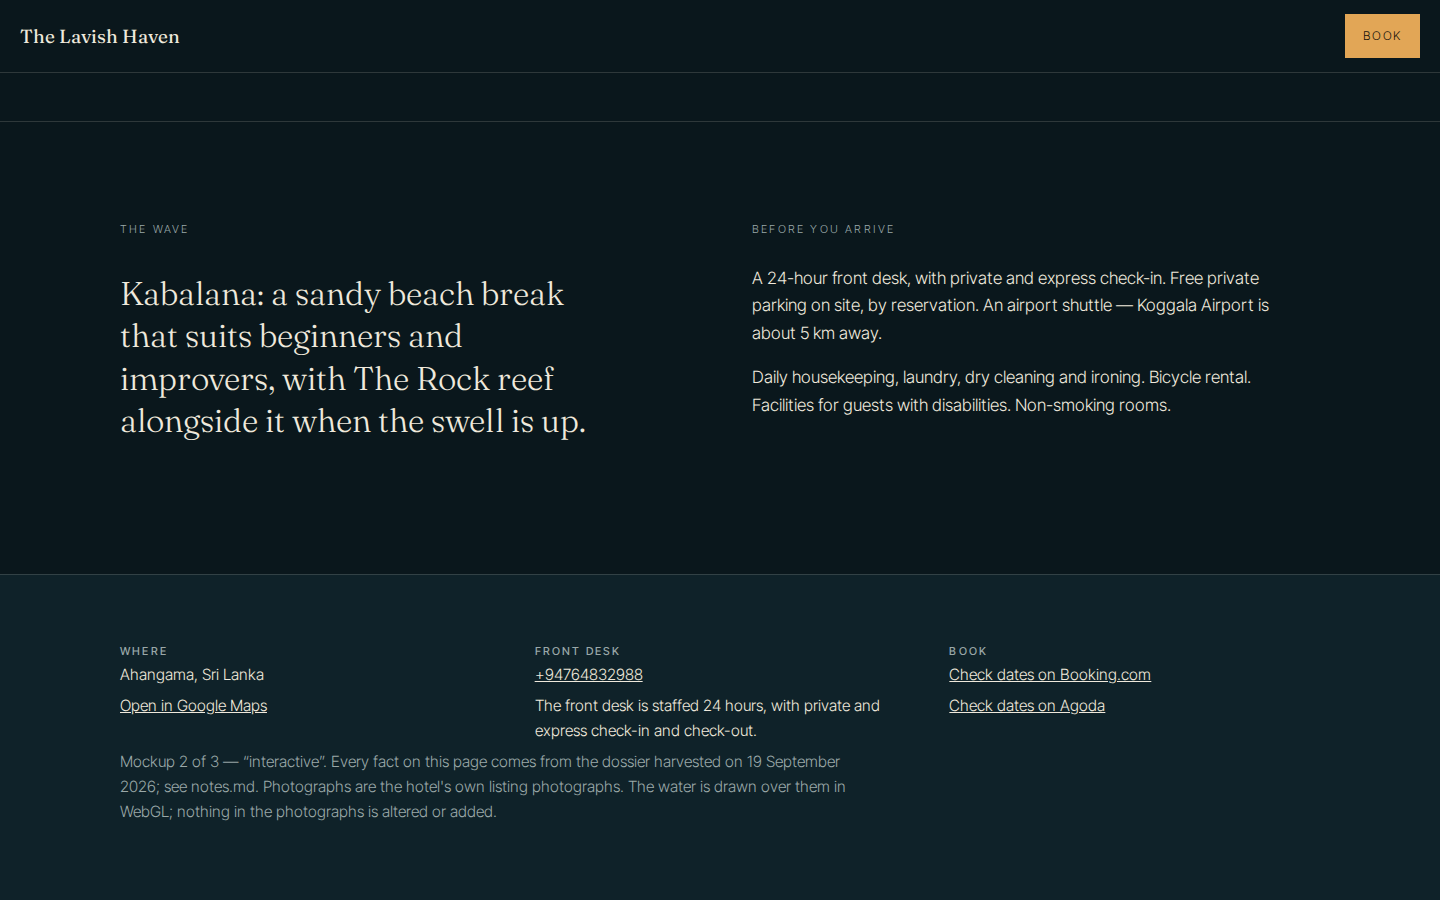 The Lavish Haven
BOOK
THE WAVE
Kabalana: a sandy beach break
that suits beginners and
improvers, with The Rock reef
alongside it when the swell is up.
BEFORE YOU ARRIVE
A 24-hour front desk, with private and express check-in. Free private
parking on site, by reservation. An airport shuttle — Koggala Airport is
about 5 km away.
Daily housekeeping, laundry, dry cleaning and ironing. Bicycle rental.
Facilities for guests with disabilities. Non-smoking rooms.
WHERE
Ahangama, Sri Lanka
Open in Google Maps
FRONT DESK
+94764832988
The front desk is staffed 24 hours, with private and
express check-in and check-out.
BOOK
Check dates on Booking.com
Check dates on Agoda
Mockup 2 of 3 — “interactive”. Every fact on this page comes from the dossier harvested on 19 September
2026; see notes.md. Photographs are the hotel's own listing photographs. The water is drawn over them in
WebGL; nothing in the photographs is altered or added.